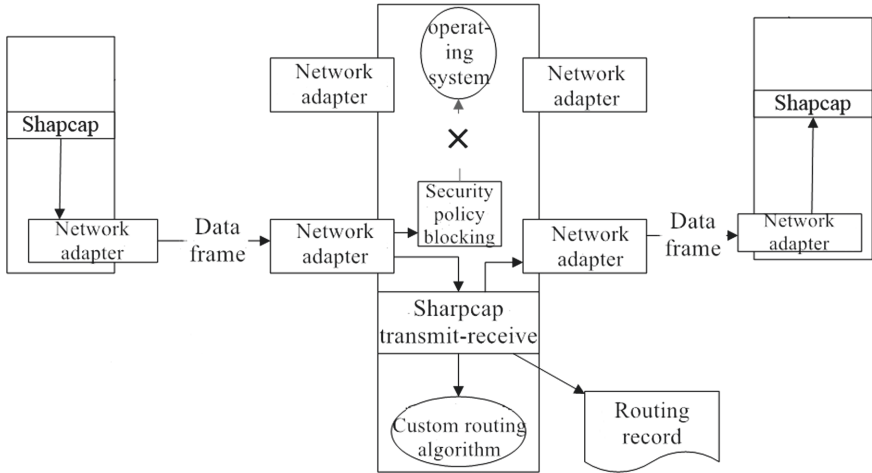 operat-
ing
system
Network
adapter
Network
adapter
Shapcap
Shapcap
Security
policy
blocking
Network
adapter
Data
frame
Network
adapter
Network
adapter
Data
frame
Network
adapter
Sharpcap
transmit-receive
Custom routing
algorithm
Routing
record